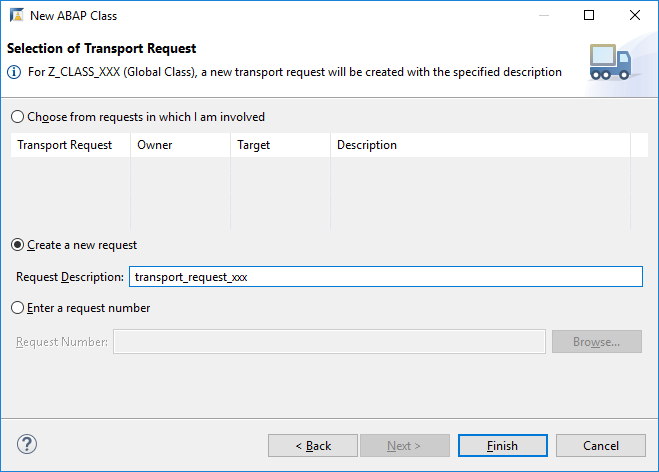 New ABAP Class
Selection of Transport Request
For Z_CLASS_XXX (Global Class), a new transport request will be created with the specified description
Choose from requests in which I am involved
Transport Request Owner Target Description
Create a new request
Request Description: transport_request_xxx
Enter a request number
Request Number: Browse...
? < Back Next > Finish Cancel